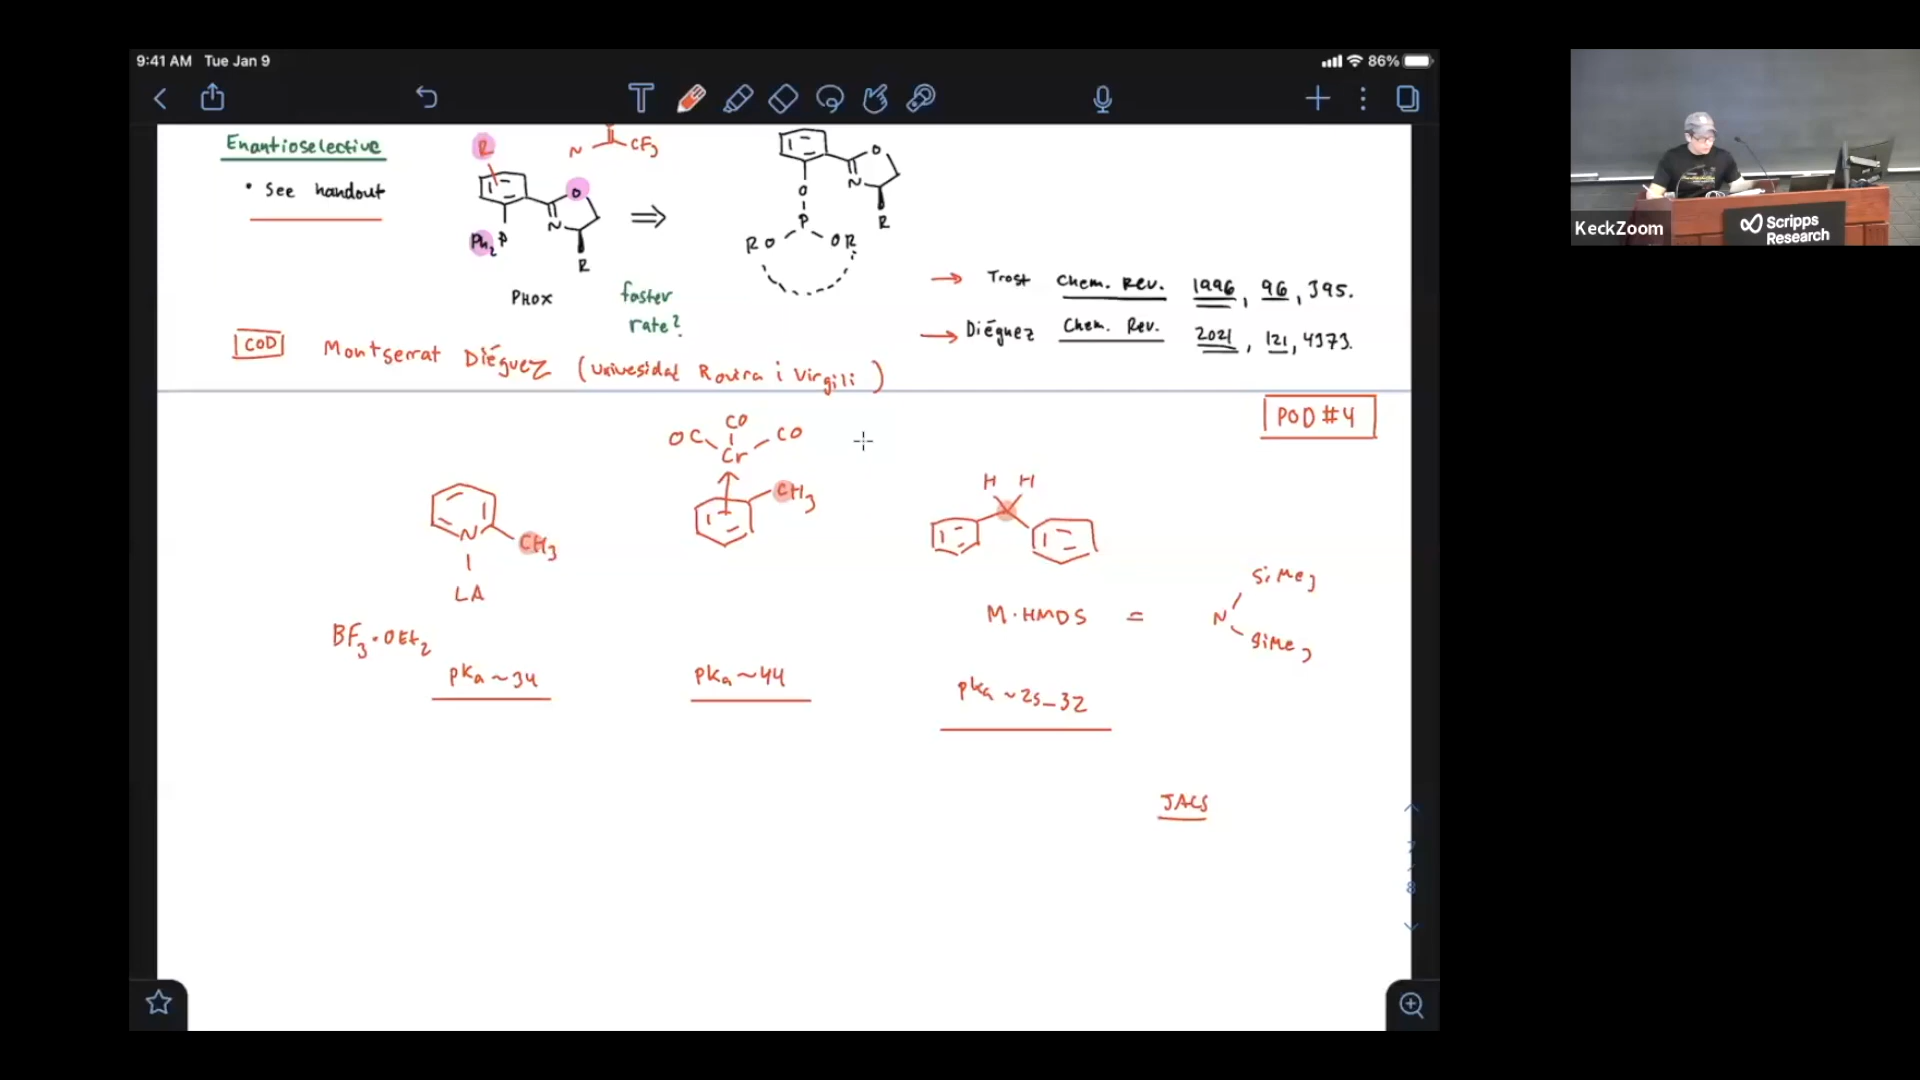 9:41 AM Tue Jan 9
86%
Enantioselective
• See handout
R
N
CF3
O
N
Ph2P
R
PHOX
faster
rate?
O
N
O
P
RO
OR
R
→ Trost Chem. Rev. 1996, 96, 395.
→ Diéguez Chem. Rev. 2021, 121, 4373.
COD Montserrat Diéguez (Univesidat Rovira i Virgili)
POD #4
CO
OC
CO
Cr
CH3
N
CH3
LA
BF3·OEt2
pKa ~34
pKa ~44
H H
M·HMDS = N
SiMe3
SiMe3
pKa ~25-32
JACS
7
/
8
KeckZoom
Scripps
Research